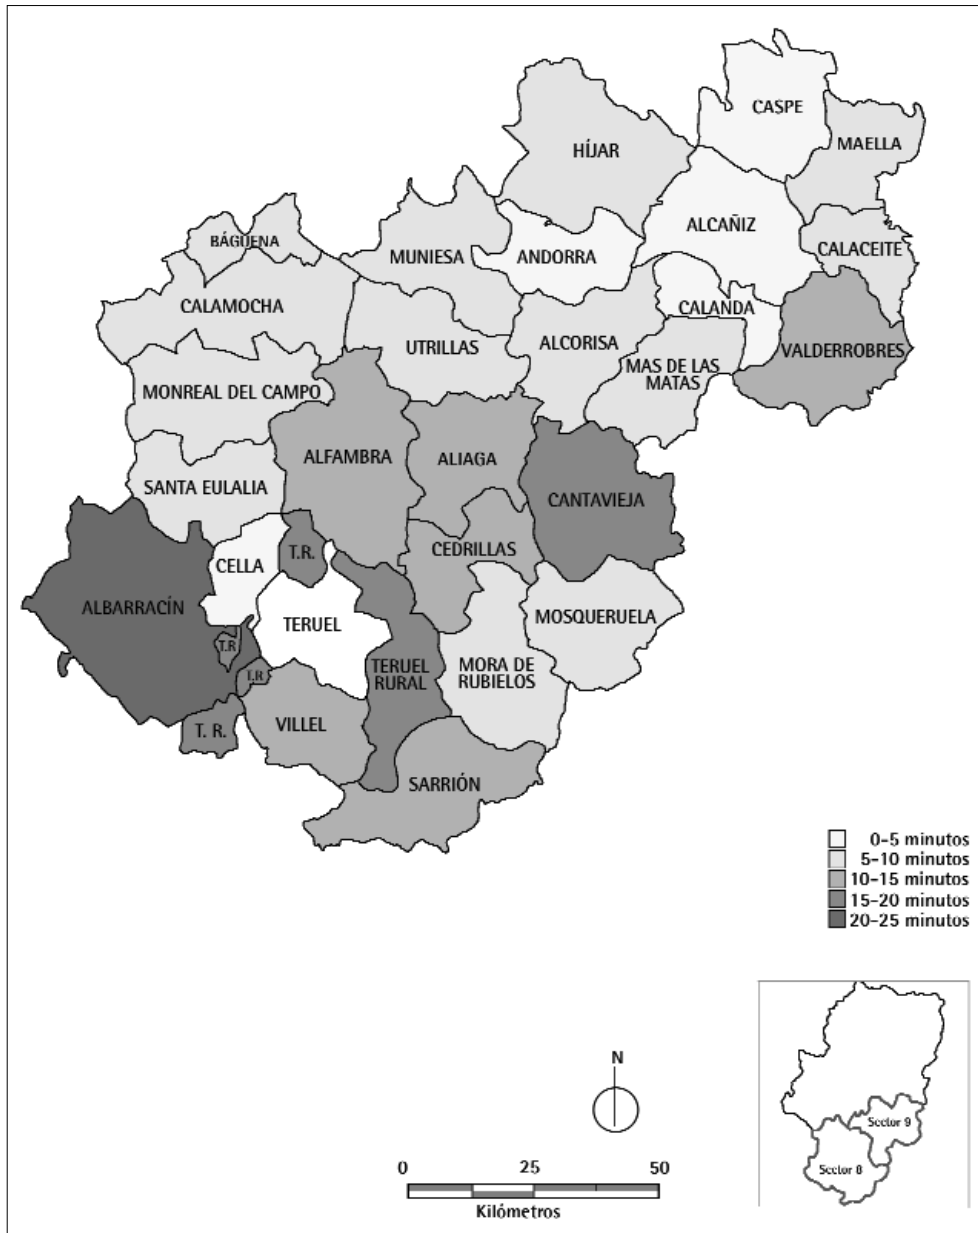 CASPE
MAELLA
HÍJAR
ALCAÑIZ
BÁGUENA
MUNIESA
ANDORRA
CALACEITE
CALAMOCHA
CALANDA
UTRILLAS
ALCORISA
VALDERROBRES
MAS DE LAS
MATAS
MONREAL DEL CAMPO
ALFAMBRA
ALIAGA
SANTA EULALIA
CANTAVIEJA
T.R.
CEDRILLAS
CELLA
ALBARRACÍN
MOSQUERUELA
TERUEL
T.R
MORA DE
RUBIELOS
TERUEL
RURAL
T.R
T. R.
VILLEL
SARRIÓN
0-5 minutos
5-10 minutos
10-15 minutos
15-20 minutos
20-25 minutos
N
Sector 9
Sector 8
0 25 50
Kilómetros